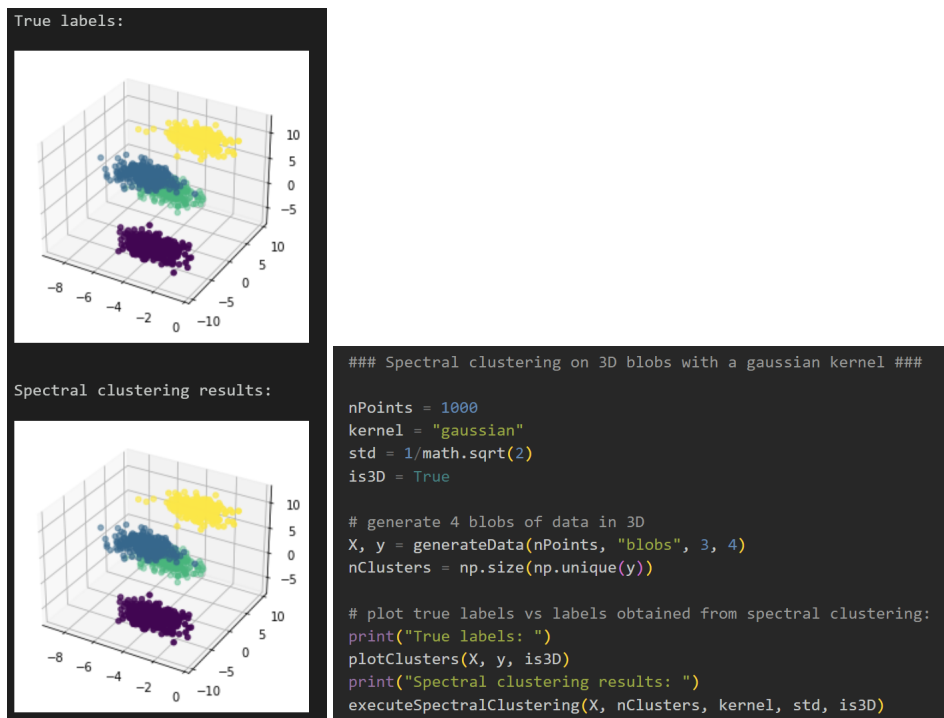 True labels:
10
5
0
−5
10
5
0
−5
−10
−8
−6
−4
−2
0
Spectral clustering results:
10
5
0
−5
10
5
0
−5
−10
−8
−6
−4
−2
0
### Spectral clustering on 3D blobs with a gaussian kernel ###
nPoints = 1000
kernel = "gaussian"
std = 1/math.sqrt(2)
is3D = True
# generate 4 blobs of data in 3D
X, y = generateData(nPoints, "blobs", 3, 4)
nClusters = np.size(np.unique(y))
# plot true labels vs labels obtained from spectral clustering:
print("True labels: ")
plotClusters(X, y, is3D)
print("Spectral clustering results: ")
executeSpectralClustering(X, nClusters, kernel, std, is3D)